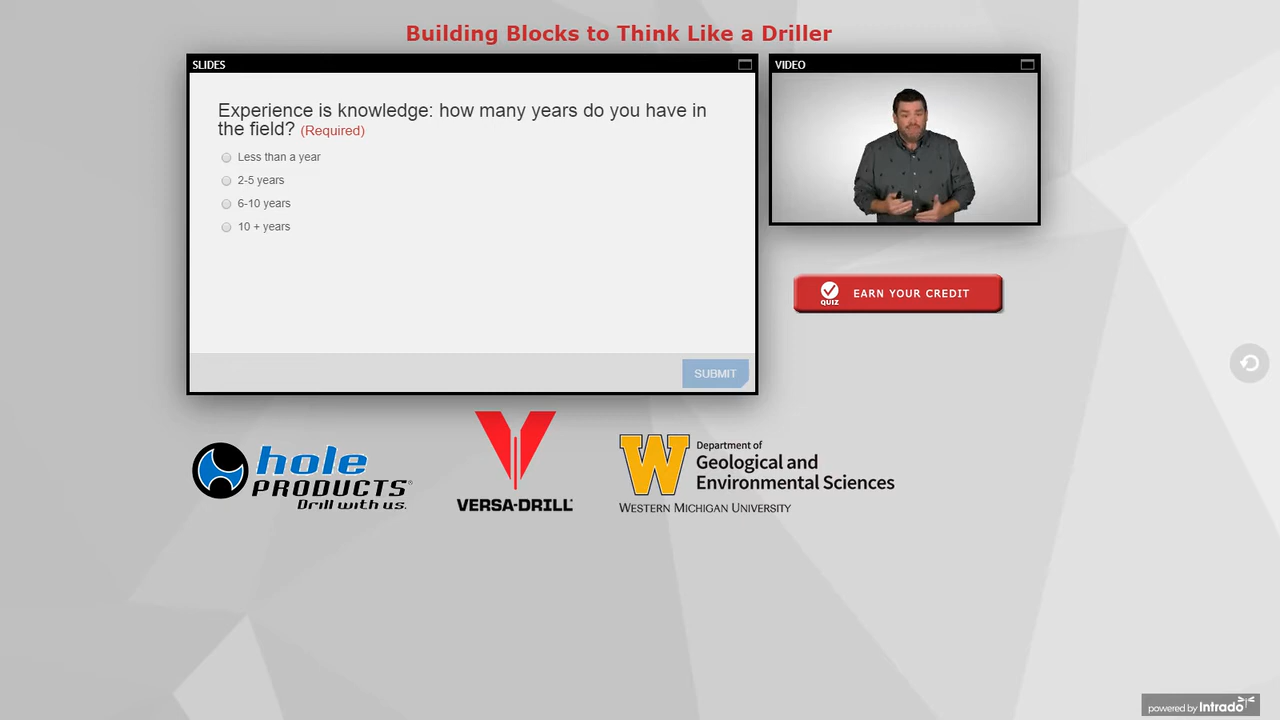 Building Blocks to Think Like a Driller
SLIDES
VIDEO
Experience is knowledge: how many years do you have in
the field? (Required)
Less than a year
2-5 years
6-10 years
10 + years
QUIZ
EARN YOUR CREDIT
SUBMIT
hole
PRODUCTS®
Drill with us.
VERSA-DRILL
W
Department of
Geological and
Environmental Sciences
WESTERN MICHIGAN UNIVERSITY
powered by Intrado